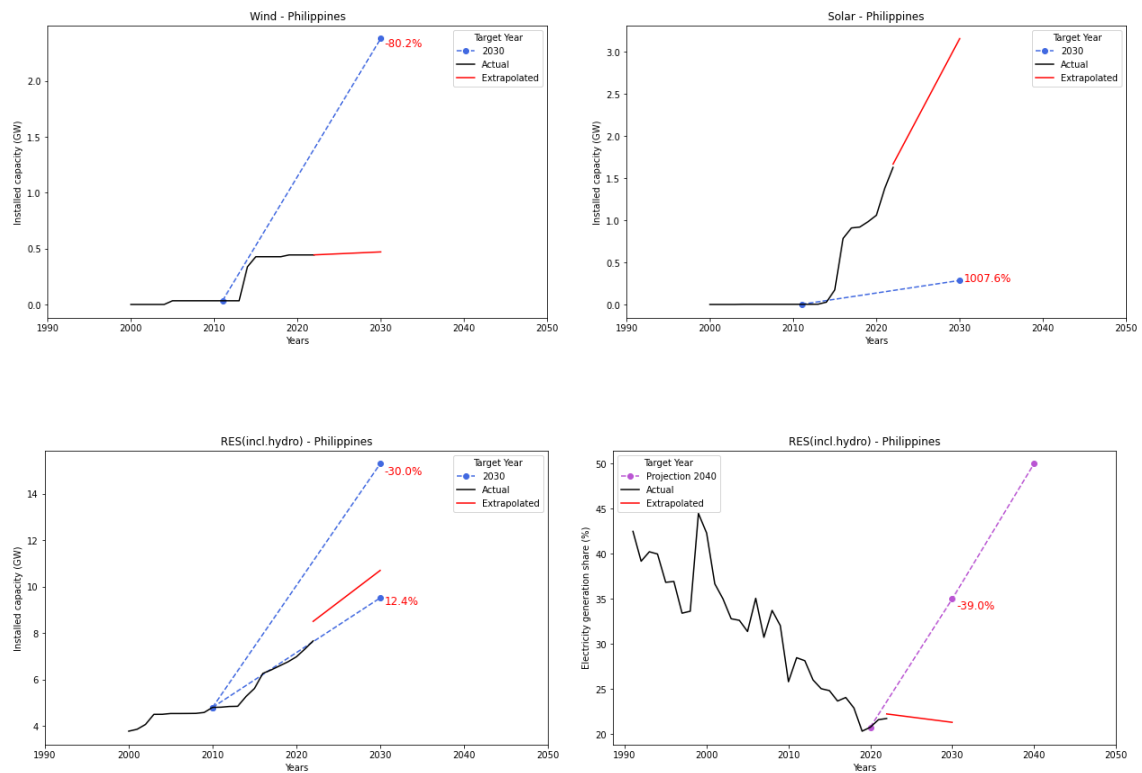 Wind - Philippines
Installed capacity (GW)
2.0
1.5
1.0
0.5
0.0
Target Year
2030
Actual
Extrapolated
-80.2%
1990 2000 2010 2020 2030 2040 2050
Years
Solar - Philippines
Installed capacity (GW)
3.0
2.5
2.0
1.5
1.0
0.5
0.0
Target Year
2030
Actual
Extrapolated
1007.6%
1990 2000 2010 2020 2030 2040 2050
Years
RES(incl.hydro) - Philippines
Installed capacity (GW)
14
12
10
8
6
4
Target Year
2030
Actual
Extrapolated
-30.0%
12.4%
1990 2000 2010 2020 2030 2040 2050
Years
RES(incl.hydro) - Philippines
Electricity generation share (%)
50
45
40
35
30
25
20
Target Year
Projection 2040
Actual
Extrapolated
-39.0%
1990 2000 2010 2020 2030 2040 2050
Years